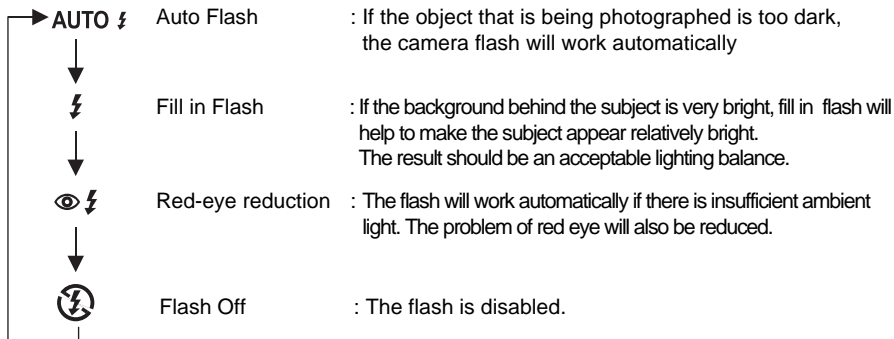 AUTO Auto Flash : If the object that is being photographed is too dark,
the camera flash will work automatically
Fill in Flash : If the background behind the subject is very bright, fill in flash will
help to make the subject appear relatively bright.
The result should be an acceptable lighting balance.
Red-eye reduction : The flash will work automatically if there is insufficient ambient
light. The problem of red eye will also be reduced.
Flash Off : The flash is disabled.